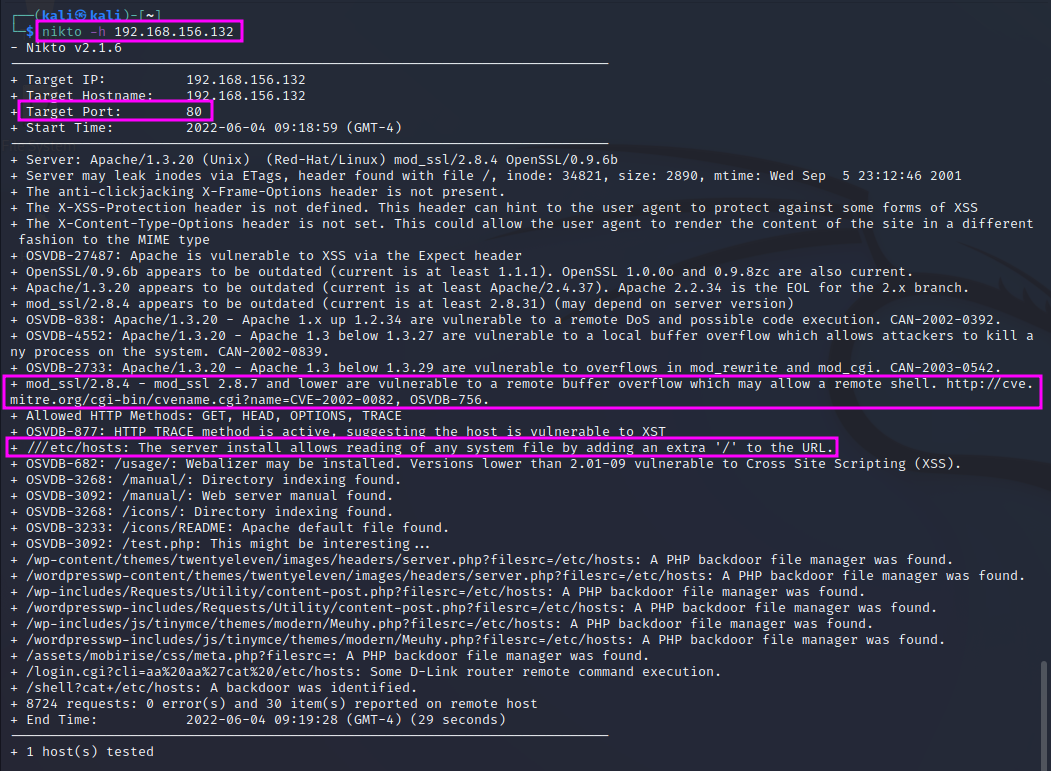 ┌──(kali㉿kali)-[~]
└─$ nikto -h 192.168.156.132
- Nikto v2.1.6
+ Target IP:          192.168.156.132
+ Target Hostname:    192.168.156.132
+ Target Port:        80
+ Start Time:         2022-06-04 09:18:59 (GMT-4)
+ Server: Apache/1.3.20 (Unix)  (Red-Hat/Linux) mod_ssl/2.8.4 OpenSSL/0.9.6b
+ Server may leak inodes via ETags, header found with file /, inode: 34821, size: 2890, mtime: Wed Sep  5 23:12:46 2001
+ The anti-clickjacking X-Frame-Options header is not present.
+ The X-XSS-Protection header is not defined. This header can hint to the user agent to protect against some forms of XSS
+ The X-Content-Type-Options header is not set. This could allow the user agent to render the content of the site in a different
 fashion to the MIME type
+ OSVDB-27487: Apache is vulnerable to XSS via the Expect header
+ OpenSSL/0.9.6b appears to be outdated (current is at least 1.1.1). OpenSSL 1.0.0o and 0.9.8zc are also current.
+ Apache/1.3.20 appears to be outdated (current is at least Apache/2.4.37). Apache 2.2.34 is the EOL for the 2.x branch.
+ mod_ssl/2.8.4 appears to be outdated (current is at least 2.8.31) (may depend on server version)
+ OSVDB-838: Apache/1.3.20 - Apache 1.x up 1.2.34 are vulnerable to a remote DoS and possible code execution. CAN-2002-0392.
+ OSVDB-4552: Apache/1.3.20 - Apache 1.3 below 1.3.27 are vulnerable to a local buffer overflow which allows attackers to kill a
ny process on the system. CAN-2002-0839.
+ OSVDB-2733: Apache/1.3.20 - Apache 1.3 below 1.3.29 are vulnerable to overflows in mod_rewrite and mod_cgi. CAN-2003-0542.
+ mod_ssl/2.8.4 - mod_ssl 2.8.7 and lower are vulnerable to a remote buffer overflow which may allow a remote shell. http://cve.
mitre.org/cgi-bin/cvename.cgi?name=CVE-2002-0082, OSVDB-756.
+ Allowed HTTP Methods: GET, HEAD, OPTIONS, TRACE
+ OSVDB-877: HTTP TRACE method is active, suggesting the host is vulnerable to XST
+ ///etc/hosts: The server install allows reading of any system file by adding an extra '/' to the URL.
+ OSVDB-682: /usage/: Webalizer may be installed. Versions lower than 2.01-09 vulnerable to Cross Site Scripting (XSS).
+ OSVDB-3268: /manual/: Directory indexing found.
+ OSVDB-3092: /manual/: Web server manual found.
+ OSVDB-3268: /icons/: Directory indexing found.
+ OSVDB-3233: /icons/README: Apache default file found.
+ OSVDB-3092: /test.php: This might be interesting...
+ /wp-content/themes/twentyeleven/images/headers/server.php?filesrc=/etc/hosts: A PHP backdoor file manager was found.
+ /wordpresswp-content/themes/twentyeleven/images/headers/server.php?filesrc=/etc/hosts: A PHP backdoor file manager was found.
+ /wp-includes/Requests/Utility/content-post.php?filesrc=/etc/hosts: A PHP backdoor file manager was found.
+ /wordpresswp-includes/Requests/Utility/content-post.php?filesrc=/etc/hosts: A PHP backdoor file manager was found.
+ /wp-includes/js/tinymce/themes/modern/Meuhy.php?filesrc=/etc/hosts: A PHP backdoor file manager was found.
+ /wordpresswp-includes/js/tinymce/themes/modern/Meuhy.php?filesrc=/etc/hosts: A PHP backdoor file manager was found.
+ /assets/mobirise/css/meta.php?filesrc=: A PHP backdoor file manager was found.
+ /login.cgi?cli=aa%20aa%27cat%20/etc/hosts: Some D-Link router remote command execution.
+ /shell?cat+/etc/hosts: A backdoor was identified.
+ 8724 requests: 0 error(s) and 30 item(s) reported on remote host
+ End Time:           2022-06-04 09:19:28 (GMT-4) (29 seconds)
+ 1 host(s) tested